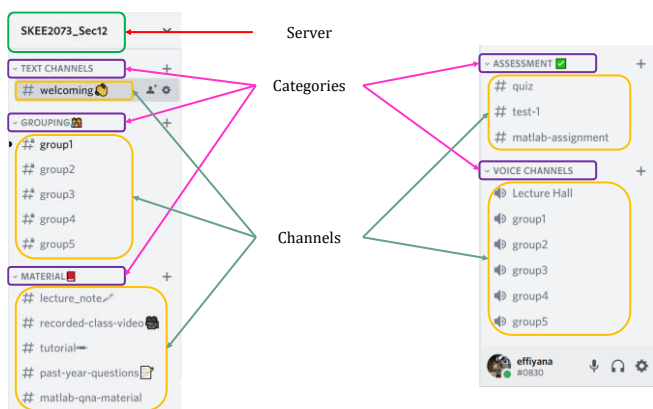 SKEE2073_Sec12
TEXT CHANNELS
# welcoming
GROUPING
# group1
# group2
# group3
# group4
# group5
MATERIAL
# lecture_note
# recorded-class-video
# tutorial
# past-year-questions
# matlab-qna-material
Server
Categories
Channels
ASSESSMENT
# quiz
# test-1
# matlab-assignment
VOICE CHANNELS
Lecture Hall
group1
group2
group3
group4
group5
effiyana
#0830